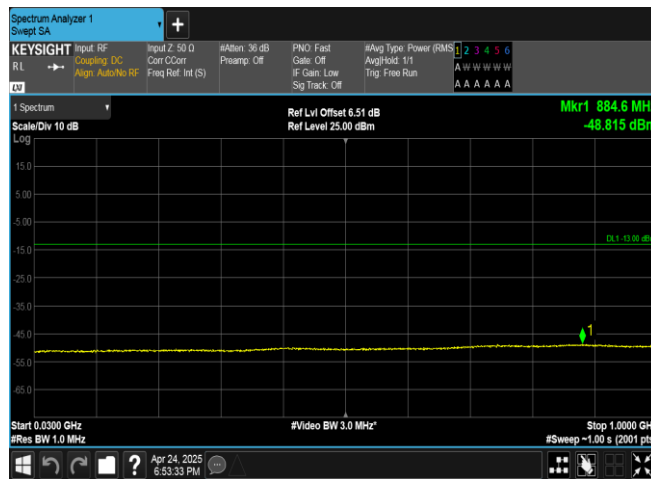 Spectrum Analyzer 1
Swept SA
+
KEYSIGHT
RL
LXI
Input: RF
Coupling: DC
Align: Auto/No RF
Input Z: 50 Ω
Corr CCorr
Freq Ref: Int (S)
#Atten: 36 dB
Preamp: Off
PNO: Fast
Gate: Off
IF Gain: Low
Sig Track: Off
#Avg Type: Power (RMS
Avg|Hold: 1/1
Trig: Free Run
1 2 3 4 5 6
A W W W W W
A A A A A A
1 Spectrum
Scale/Div 10 dB
Log
Ref Lvl Offset 6.51 dB
Ref Level 25.00 dBm
Mkr1 884.6 MH
-48.815 dBr
15.0
5.00
-5.00
-15.0
-25.0
-35.0
-45.0
-55.0
-65.0
DL1 -13.00 dB
1
Start 0.0300 GHz
#Res BW 1.0 MHz
#Video BW 3.0 MHz*
Stop 1.0000 GH
#Sweep ~1.00 s (2001 pts
?
Apr 24, 2025
6:53:33 PM